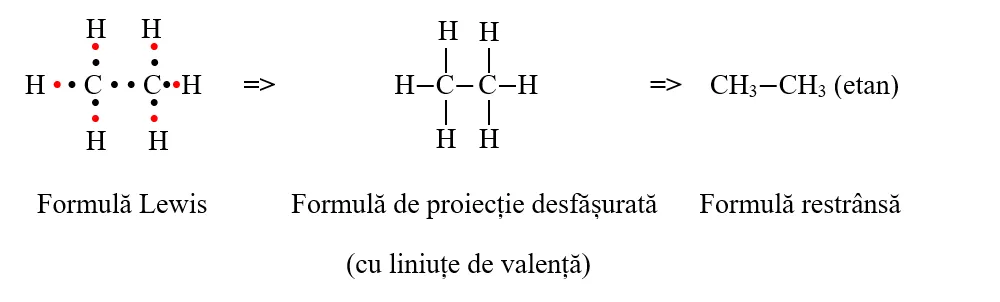 H H H H
H C C H => H–C–C–H => CH₃–CH₃ (etan)
H H H H
Formulă Lewis Formulă de proiecție desfășurată Formulă restrânsă
(cu liniuțe de valență)